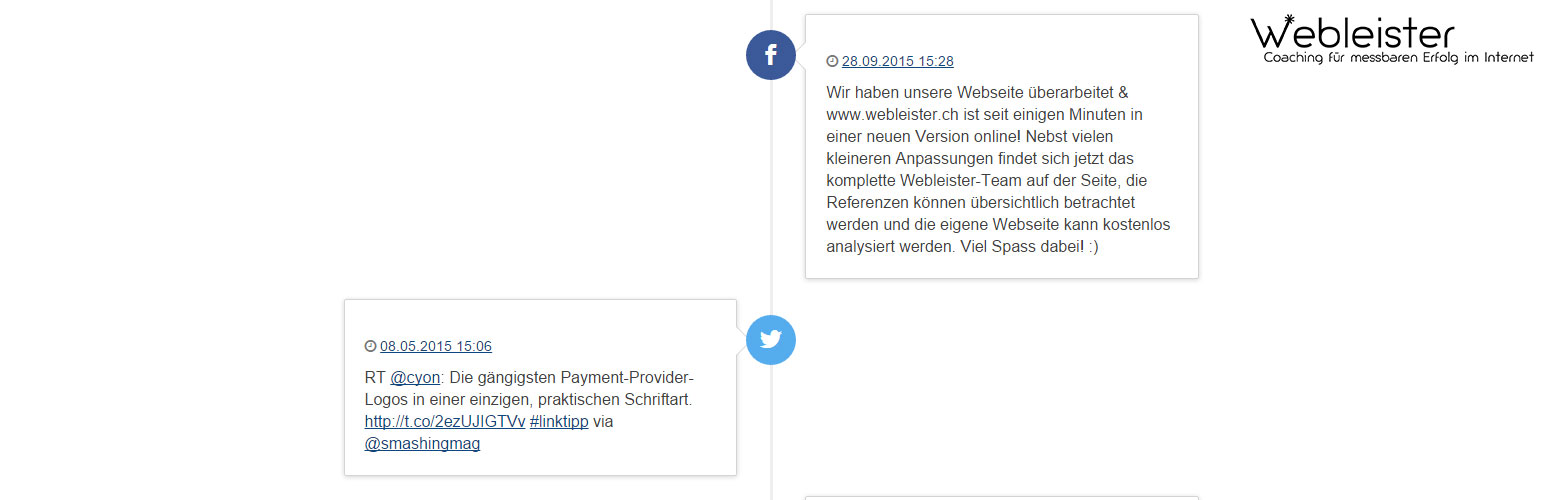 Webleister
Coaching für messbaren Erfolg im Internet
28.09.2015 15:28
Wir haben unsere Webseite überarbeitet &
www.webleister.ch ist seit einigen Minuten in
einer neuen Version online! Nebst vielen
kleineren Anpassungen findet sich jetzt das
komplette Webleister-Team auf der Seite, die
Referenzen können übersichtlich betrachtet
werden und die eigene Webseite kann kostenlos
analysiert werden. Viel Spass dabei! :)
08.05.2015 15:06
RT @cyon: Die gängigsten Payment-Provider-
Logos in einer einzigen, praktischen Schriftart.
http://t.co/2ezUJIGTVv #linktipp via
@smashingmag